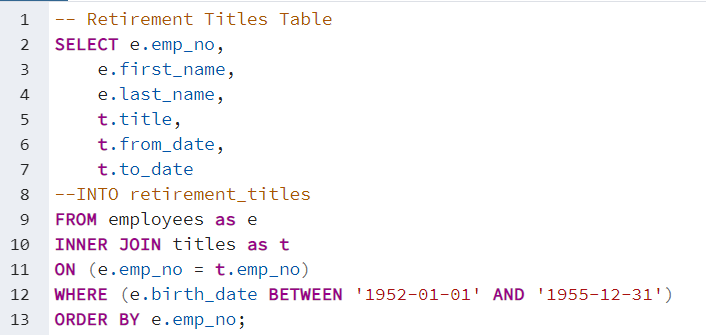 1 -- Retirement Titles Table
2 SELECT e.emp_no,
3     e.first_name,
4     e.last_name,
5     t.title,
6     t.from_date,
7     t.to_date
8 --INTO retirement_titles
9 FROM employees as e
10 INNER JOIN titles as t
11 ON (e.emp_no = t.emp_no)
12 WHERE (e.birth_date BETWEEN '1952-01-01' AND '1955-12-31')
13 ORDER BY e.emp_no;